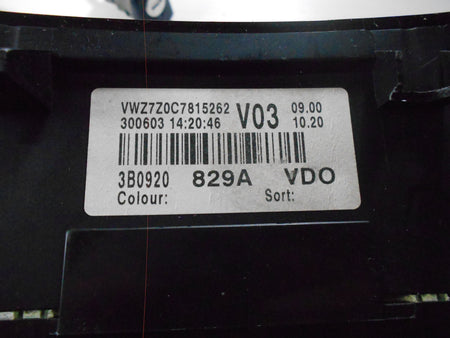 VWZ7Z0C7815262 V03 09.00
300603 14:20:46 10.20
3B0920 829A VDO
Colour: Sort: